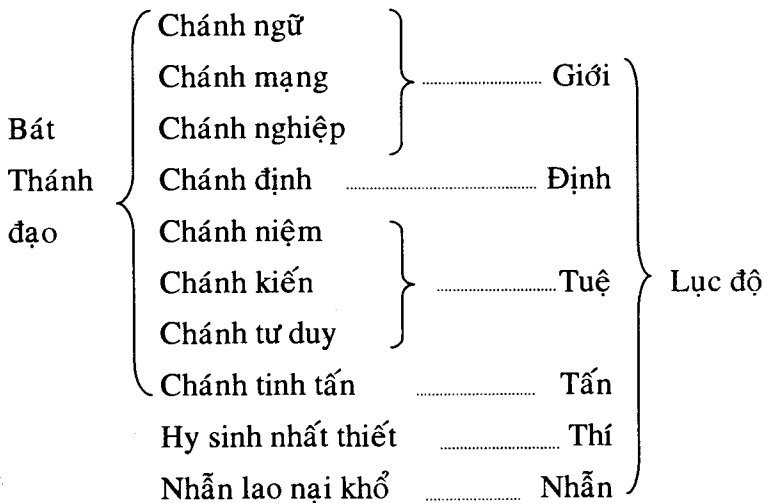 Chánh ngữ
Chánh mạng ........ Giới
Bát Chánh nghiệp
Thánh Chánh định ........ Định
đạo Chánh niệm
Chánh kiến ........ Tuệ Lục độ
Chánh tư duy
Chánh tinh tấn ........ Tấn
Hy sinh nhất thiết ........ Thí
Nhẫn lao nại khổ ........ Nhẫn